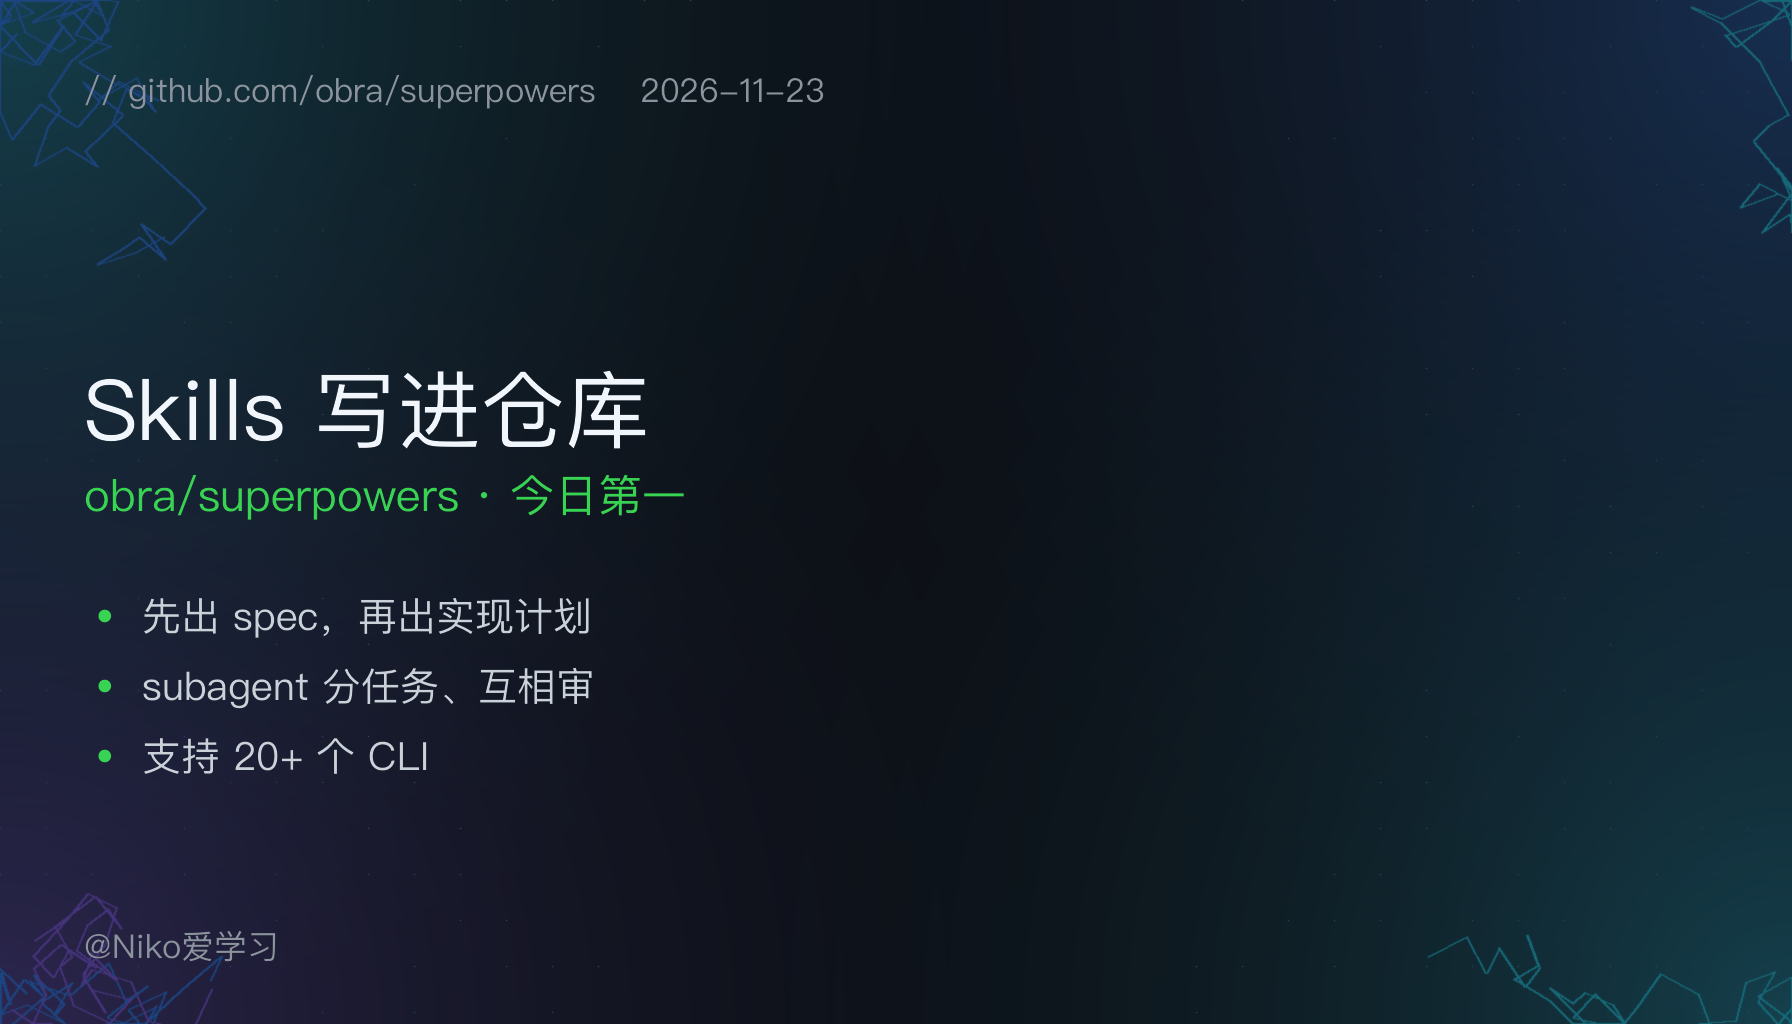 // github.com/obra/superpowers 2026-11-23
Skills 写进仓库
obra/superpowers · 今日第一
• 先出 spec，再出实现计划
• subagent 分任务、互相审
• 支持 20+ 个 CLI
@Niko爱学习